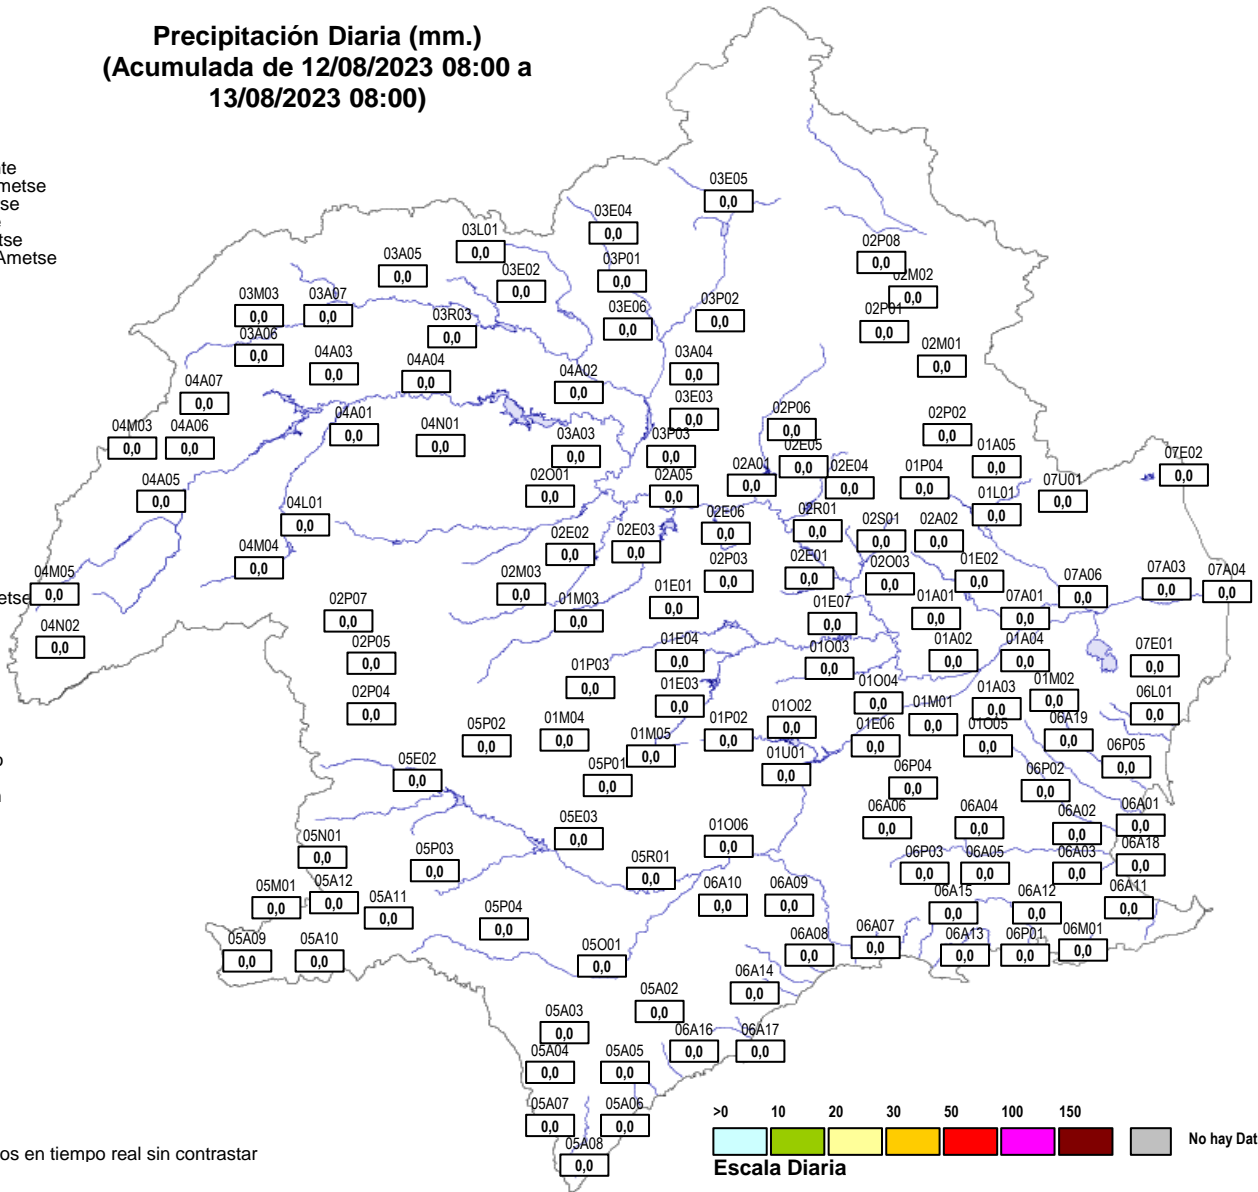 Precipitación Diaria (mm.)
(Acumulada de 12/08/2023 08:00 a
13/08/2023 08:00)
nte
metse
se
e
tse
Ametse
03E05
0,0
03E04
0,0
03L01
0,0
03A05
0,0
03E02
0,0
03P01
0,0
02P08
0,0
02M02
0,0
03M03
0,0
03A07
0,0
03R03
0,0
03E06
0,0
03P02
0,0
02P01
0,0
03A06
0,0
04A03
0,0
04A04
0,0
04A02
0,0
03A04
0,0
02M01
0,0
04A07
0,0
03E03
0,0
04M03
0,0
04A06
0,0
04A01
0,0
04N01
0,0
03A03
0,0
03P03
0,0
02P06
0,0
02E05
0,0
02P02
0,0
01A05
0,0
07E02
0,0
04A05
0,0
02O01
0,0
02A05
0,0
02A01
0,0
02E04
0,0
01P04
0,0
01L01
0,0
07U01
0,0
04L01
0,0
02E06
0,0
02R01
0,0
02S01
0,0
02A02
0,0
04M04
0,0
02E02
0,0
02E03
0,0
02P03
0,0
02E01
0,0
02O03
0,0
01E02
0,0
04M05
0,0
etse
02M03
0,0
07A06
0,0
07A03
0,0
07A04
0,0
02P07
0,0
01M03
0,0
01E01
0,0
01E07
0,0
01A01
0,0
07A01
0,0
04N02
0,0
02P05
0,0
01E04
0,0
01O03
0,0
01A02
0,0
01A04
0,0
07E01
0,0
01P03
0,0
02P04
0,0
01E03
0,0
01O04
0,0
01M01
0,0
01A03
0,0
01M02
0,0
06L01
0,0
05P02
0,0
01M04
0,0
01M05
0,0
01P02
0,0
01O02
0,0
01E06
0,0
01O05
0,0
06A19
0,0
06P05
0,0
05E02
0,0
05P01
0,0
01U01
0,0
06P04
0,0
06P02
0,0
05E03
0,0
01O06
0,0
06A06
0,0
06A04
0,0
06A02
0,0
06A01
0,0
05N01
0,0
05P03
0,0
05R01
0,0
06P03
0,0
06A05
0,0
06A03
0,0
06A18
0,0
05M01
0,0
05A12
0,0
05A11
0,0
06A10
0,0
06A09
0,0
06A15
0,0
06A12
0,0
06A11
0,0
05P04
0,0
05A09
0,0
05A10
0,0
05O01
0,0
06A08
0,0
06A07
0,0
06A13
0,0
06P01
0,0
06M01
0,0
06A14
0,0
05A02
0,0
05A03
0,0
06A16
0,0
06A17
0,0
05A04
0,0
05A05
0,0
05A07
0,0
05A06
0,0
05A08
0,0
>0 10 20 30 50 100 150
No hay Dat
Escala Diaria
os en tiempo real sin contrastar